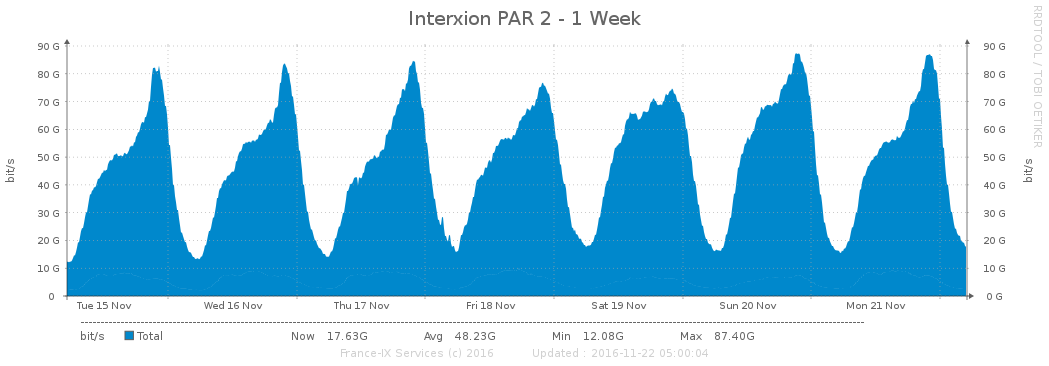 Interxion PAR 2 - 1 Week
RRDTOOL / TOBI OETIKER
90 G 90 G
80 G 80 G
70 G 70 G
60 G 60 G
50 G 50 G
40 G 40 G
30 G 30 G
20 G 20 G
10 G 10 G
0 0 G
bit/s
bit/s
Tue 15 Nov Wed 16 Nov Thu 17 Nov Fri 18 Nov Sat 19 Nov Sun 20 Nov Mon 21 Nov
bit/s Total Now 17.63G Avg 48.23G Min 12.08G Max 87.40G
France-IX Services (c) 2016 Updated : 2016-11-22 05:00:04